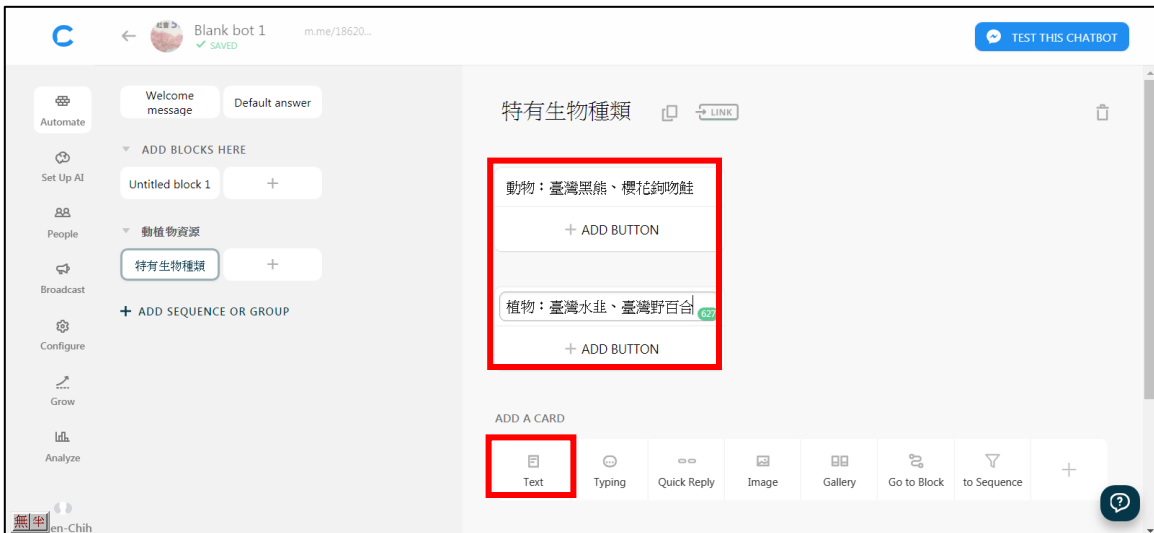 Blank bot 1
m.me/18620...
SAVED
TEST THIS CHATBOT
Automate
Set Up AI
People
Broadcast
Configure
Grow
Analyze
en-Chih
無半
Welcome
message
Default answer
ADD BLOCKS HERE
Untitled block 1
動植物資源
特有生物種類
ADD SEQUENCE OR GROUP
特有生物種類
LINK
動物：臺灣黑熊、櫻花鉤吻鮭
ADD BUTTON
植物：臺灣水韭、臺灣野百合
627
ADD BUTTON
ADD A CARD
Text
Typing
Quick Reply
Image
Gallery
Go to Block
to Sequence